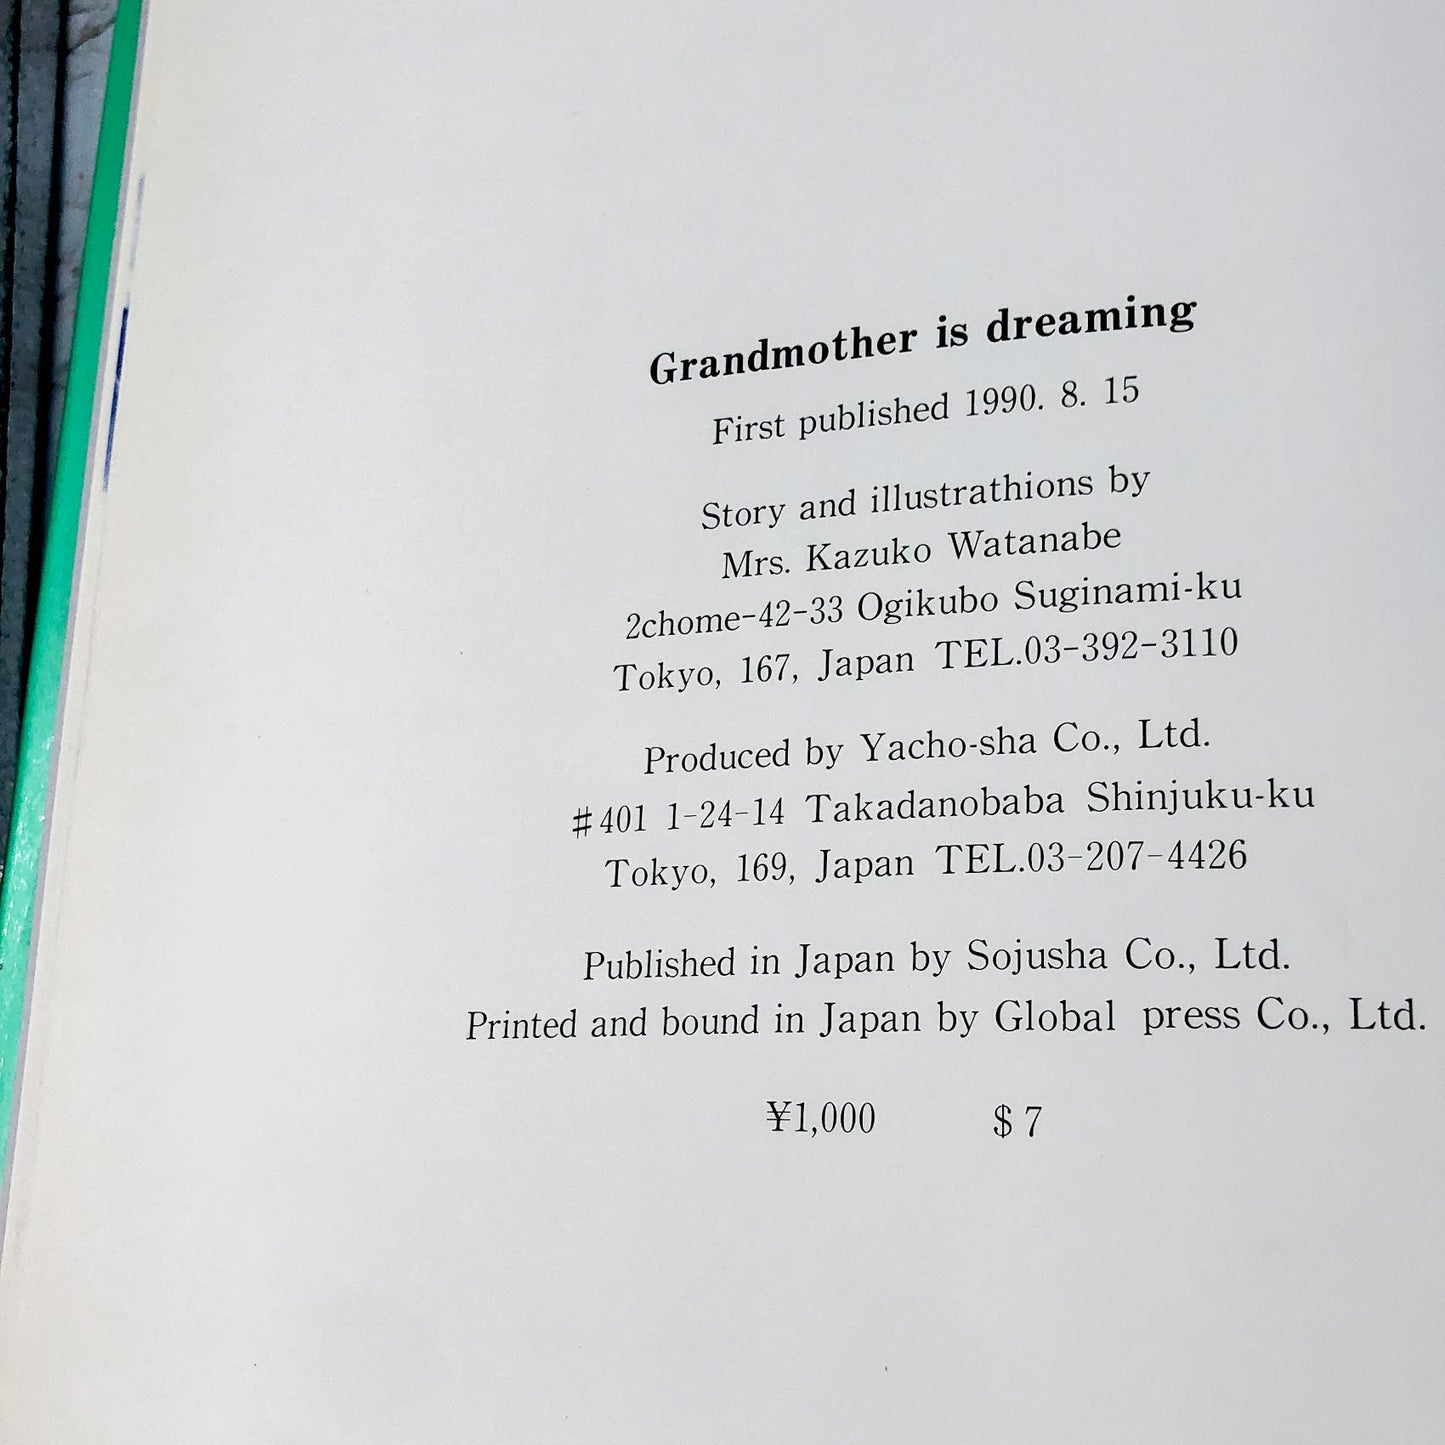 Grandmother is dreaming
First published 1990. 8. 15
Story and illustrathions by
Mrs. Kazuko Watanabe
2chome-42-33 Ogikubo Suginami-ku
Tokyo, 167, Japan TEL.03-392-3110
Produced by Yacho-sha Co., Ltd.
#401 1-24-14 Takadanobaba Shinjuku-ku
Tokyo, 169, Japan TEL.03-207-4426
Published in Japan by Sojusha Co., Ltd.
Printed and bound in Japan by Global press Co., Ltd.
¥1,000 $7